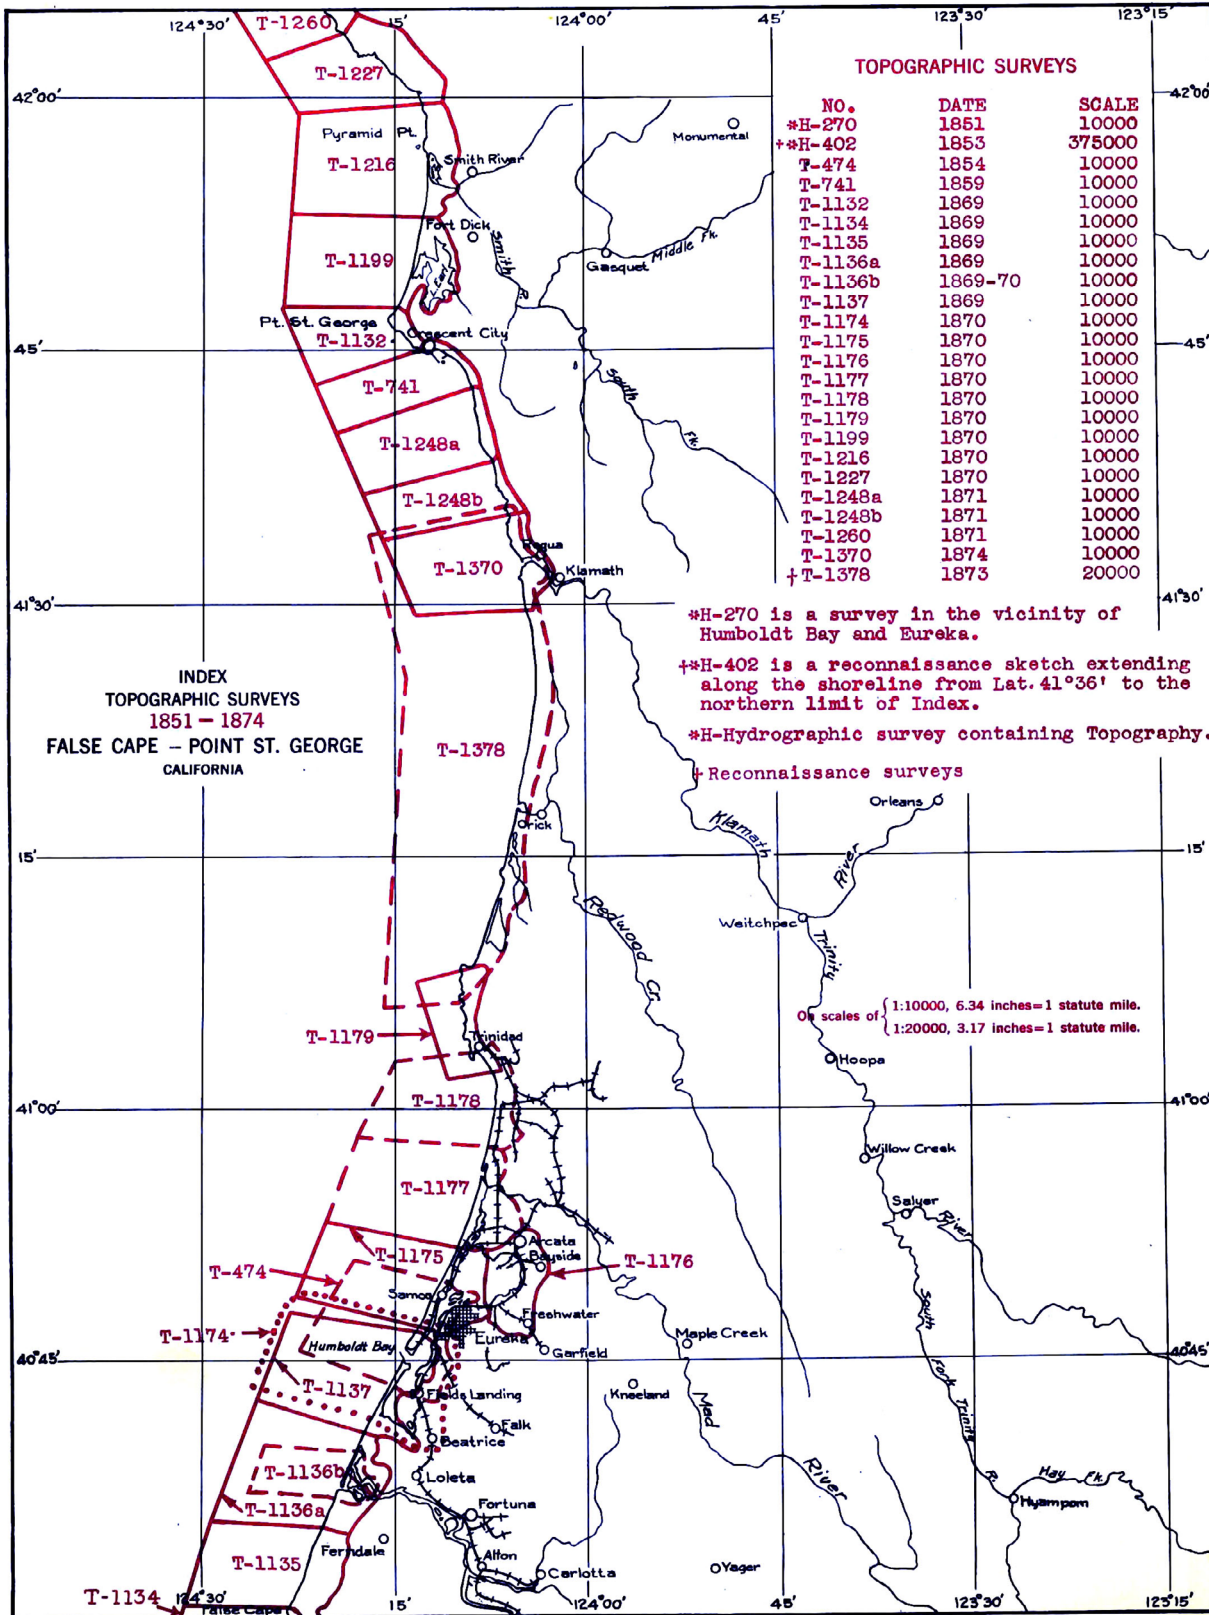 124°30' 15' 124°00' 45' 123°30' 123°15'
T-1260
T-1227
TOPOGRAPHIC SURVEYS
42°00' 42°00'
NO. DATE SCALE
*H-270 1851 10000
†*H-402 1853 375000
T-474 1854 10000
T-741 1859 10000
T-1132 1869 10000
T-1134 1869 10000
T-1135 1869 10000
T-1136a 1869 10000
T-1136b 1869-70 10000
T-1137 1869 10000
T-1174 1870 10000
T-1175 1870 10000
T-1176 1870 10000
T-1177 1870 10000
T-1178 1870 10000
T-1179 1870 10000
T-1199 1870 10000
T-1216 1870 10000
T-1227 1870 10000
T-1248a 1871 10000
T-1248b 1871 10000
T-1260 1871 10000
T-1370 1874 10000
†T-1378 1873 20000
*H-270 is a survey in the vicinity of
Humboldt Bay and Eureka.
†*H-402 is a reconnaissance sketch extending
along the shoreline from Lat. 41°36' to the
northern limit of Index.
*H-Hydrographic survey containing Topography.
†Reconnaissance surveys
Pyramid Pt.
Monumental
T-1216
Smith River
Fort Dick
Smith R.
Middle Fk.
Gasquet
T-1199
L. Earl
Pt. St. George
T-1132
Crescent City
45' 45'
T-741
South Fk.
T-1248a
T-1248b
Requa
T-1370
Klamath
41°30' 41°30'
INDEX
TOPOGRAPHIC SURVEYS
1851 – 1874
FALSE CAPE – POINT ST. GEORGE
CALIFORNIA
T-1378
Orleans
Orick
Klamath River
15' 15'
Redwood Cr.
Weitchpec
Trinity
On scales of
1:10000, 6.34 inches=1 statute mile.
1:20000, 3.17 inches=1 statute mile.
T-1179
Trinidad
Hoopa
41°00' 41°00'
T-1178
Willow Creek
T-1177
Salyer
River
T-1175
Arcata
Bayside
T-1176
T-474
Samoa
Freshwater
T-1174
Humboldt Bay
Eureka
Garfield
Maple Creek
South Fork Trinity R.
40°45' 40°45'
T-1137
Fields Landing
Kneeland
Mad River
Falk
Beatrice
T-1136b
Loleta
Hay Fk.
T-1136a
Fortuna
Hyampom
Ferndale
T-1135
Alton
Carlotta
Yager
T-1134
124°30' 15' 124°00' 45' 123°30' 123°15'
False Cape